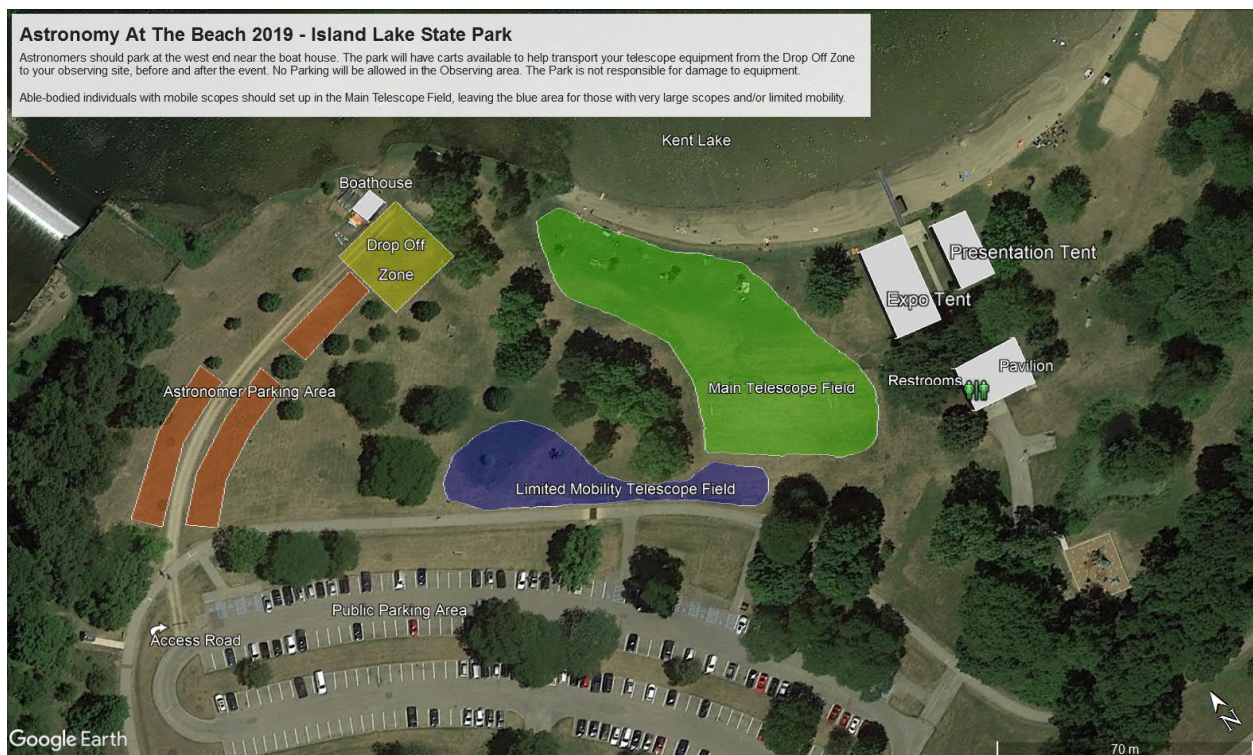 Astronomy At The Beach 2019 - Island Lake State Park
Astronomers should park at the west end near the boat house. The park will have carts available to help transport your telescope equipment from the Drop Off Zone
to your observing site, before and after the event. No Parking will be allowed in the Observing area. The Park is not responsible for damage to equipment.
Able-bodied individuals with mobile scopes should set up in the Main Telescope Field, leaving the blue area for those with very large scopes and/or limited mobility.
Kent Lake
Boathouse
Drop Off
Zone
Presentation Tent
Expo Tent
Pavilion
Restrooms
Main Telescope Field
Astronomer Parking Area
Limited Mobility Telescope Field
Public Parking Area
Access Road
N
Google Earth
70 m